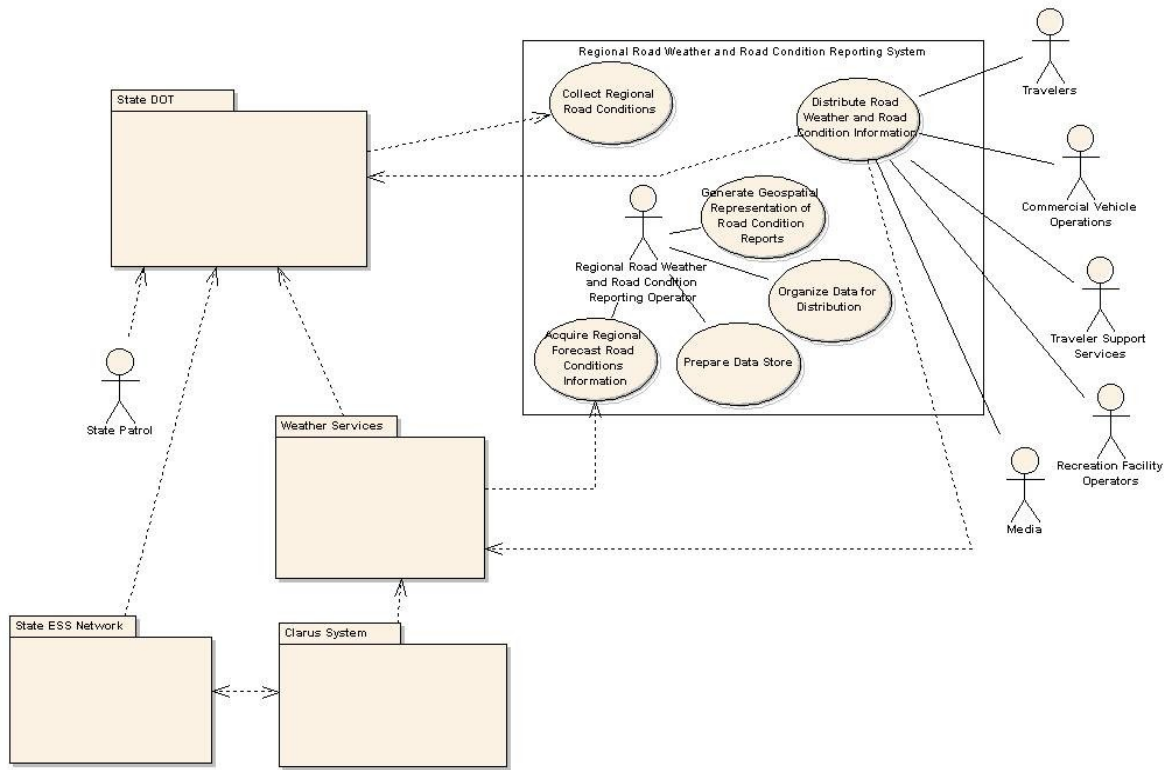 Regional Road Weather and Road Condition Reporting System
State DOT
Collect Regional
Road Conditions
Distribute Road
Weather and Road
Condition Information
Travelers
Commercial Vehicle
Operations
Generate Geospatial
Representation of
Road Condition
Reports
Regional Road Weather
and Road Condition
Reporting Operator
Organize Data for
Distribution
Acquire Regional
Forecast Road
Conditions
Information
Prepare Data Store
Traveler Support
Services
State Patrol
Weather Services
Recreation Facility
Operators
Media
State ESS Network
Clarus System